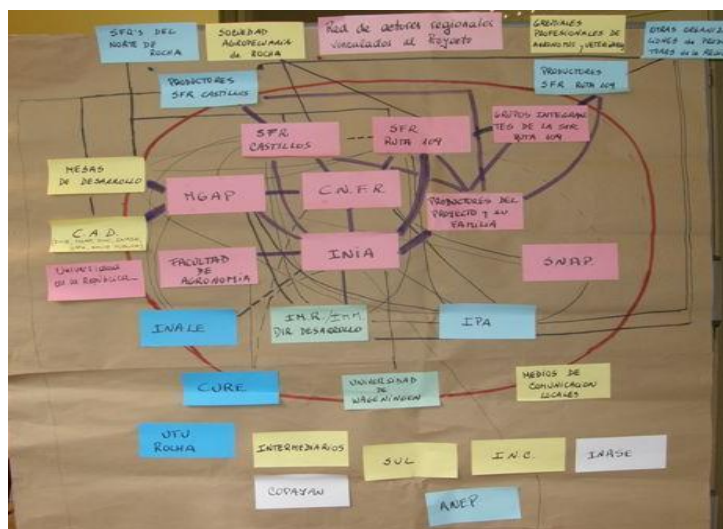 SFR'S DEL
NORTE DE
ROCHA
SOCIEDAD
AGROPECUARIA
DE ROCHA
Red de actores regionales
vinculados al Proyecto
GREMIALES
PROFESIONALES DE
AGRONOMOS y VETERINARIOS
OTRAS ORGANIZA
CIONES DE PRODUC
TORES de la REGIÓN
PRODUCTORES
SFR CASTILLOS
PRODUCTORES
SFR RUTA 109
SFR
CASTILLOS
SFR
RUTA 109
GRUPOS INTEGRAN
TES DE LA SFR
RUTA 109
MESAS
DE DESARROLLO
MGAP
C.N.F.R.
PRODUCTORES DEL
PROYECTO y SU
FAMILIA
C.A.D.
Universidad
de la República
FACULTAD
DE
AGRONOMÍA
INIA
SNAP
INALE
I.M.R./I.M.M.
DIR DESARROLLO
IPA
CURE
UNIVERSIDAD
DE
WAGENINGEN
MEDIOS DE
COMUNICACION
LOCALES
UTU
ROCHA
INTERMEDIARIOS
SUL
I.N.C.
INASE
COPAYAN
ANEP